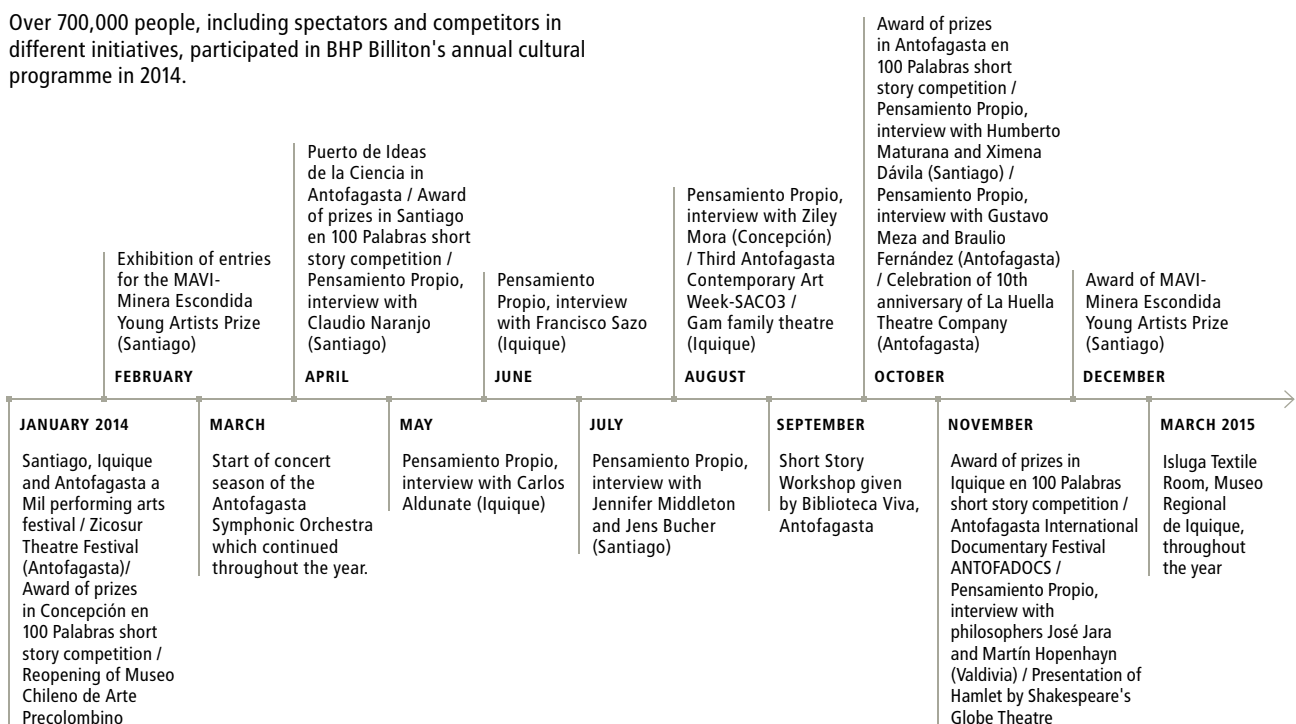 Over 700,000 people, including spectators and competitors in
different initiatives, participated in BHP Billiton's annual cultural
programme in 2014.
JANUARY 2014
Santiago, Iquique
and Antofagasta a
Mil performing arts
festival / Zicosur
Theatre Festival
(Antofagasta)/
Award of prizes
in Concepción en
100 Palabras short
story competition /
Reopening of Museo
Chileno de Arte
Precolombino
Exhibition of entries
for the MAVI-
Minera Escondida
Young Artists Prize
(Santiago)
FEBRUARY
MARCH
Start of concert
season of the
Antofagasta
Symphonic Orchestra
which continued
throughout the year.
Puerto de Ideas
de la Ciencia in
Antofagasta / Award
of prizes in Santiago
en 100 Palabras short
story competition /
Pensamiento Propio,
interview with
Claudio Naranjo
(Santiago)
APRIL
MAY
Pensamiento Propio,
interview with Carlos
Aldunate (Iquique)
Pensamiento
Propio, interview
with Francisco Sazo
(Iquique)
JUNE
JULY
Pensamiento Propio,
interview with
Jennifer Middleton
and Jens Bucher
(Santiago)
Pensamiento Propio,
interview with Ziley
Mora (Concepción)
/ Third Antofagasta
Contemporary Art
Week-SACO3 /
Gam family theatre
(Iquique)
AUGUST
SEPTEMBER
Short Story
Workshop given
by Biblioteca Viva,
Antofagasta
Award of prizes
in Antofagasta en
100 Palabras short
story competition /
Pensamiento Propio,
interview with Humberto
Maturana and Ximena
Dávila (Santiago) /
Pensamiento Propio,
interview with Gustavo
Meza and Braulio
Fernández (Antofagasta)
/ Celebration of 10th
anniversary of La Huella
Theatre Company
(Antofagasta)
OCTOBER
NOVEMBER
Award of prizes in
Iquique en 100 Palabras
short story competition /
Antofagasta International
Documentary Festival
ANTOFADOCS /
Pensamiento Propio,
interview with
philosophers José Jara
and Martín Hopenhayn
(Valdivia) / Presentation of
Hamlet by Shakespeare's
Globe Theatre
Award of MAVI-
Minera Escondida
Young Artists Prize
(Santiago)
DECEMBER
MARCH 2015
Isluga Textile
Room, Museo
Regional
de Iquique,
throughout
the year